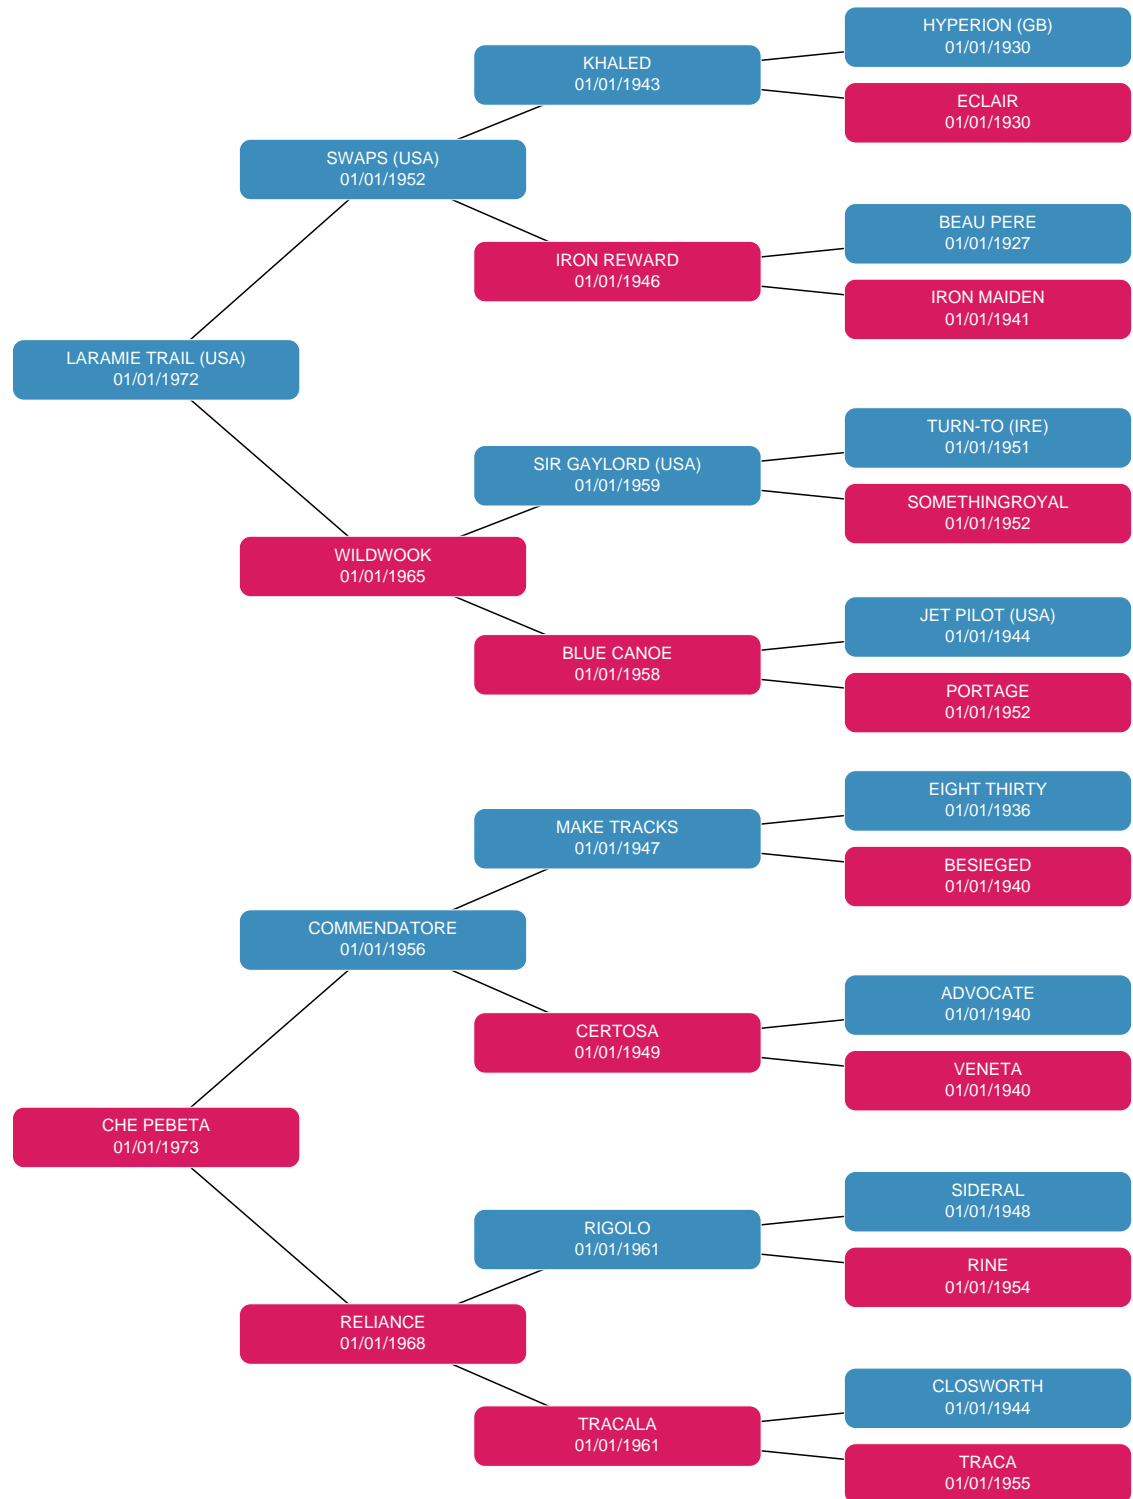 HYPERION (GB)
01/01/1930
KHALED
01/01/1943
ECLAIR
01/01/1930
SWAPS (USA)
01/01/1952
BEAU PERE
01/01/1927
IRON REWARD
01/01/1946
IRON MAIDEN
01/01/1941
LARAMIE TRAIL (USA)
01/01/1972
TURN-TO (IRE)
01/01/1951
SIR GAYLORD (USA)
01/01/1959
SOMETHINGROYAL
01/01/1952
WILDWOOK
01/01/1965
JET PILOT (USA)
01/01/1944
BLUE CANOE
01/01/1958
PORTAGE
01/01/1952
EIGHT THIRTY
01/01/1936
MAKE TRACKS
01/01/1947
BESIEGED
01/01/1940
COMMENDATORE
01/01/1956
ADVOCATE
01/01/1940
CERTOSA
01/01/1949
VENETA
01/01/1940
CHE PEBETA
01/01/1973
SIDERAL
01/01/1948
RIGOLO
01/01/1961
RINE
01/01/1954
RELIANCE
01/01/1968
CLOSWORTH
01/01/1944
TRACALA
01/01/1961
TRACA
01/01/1955